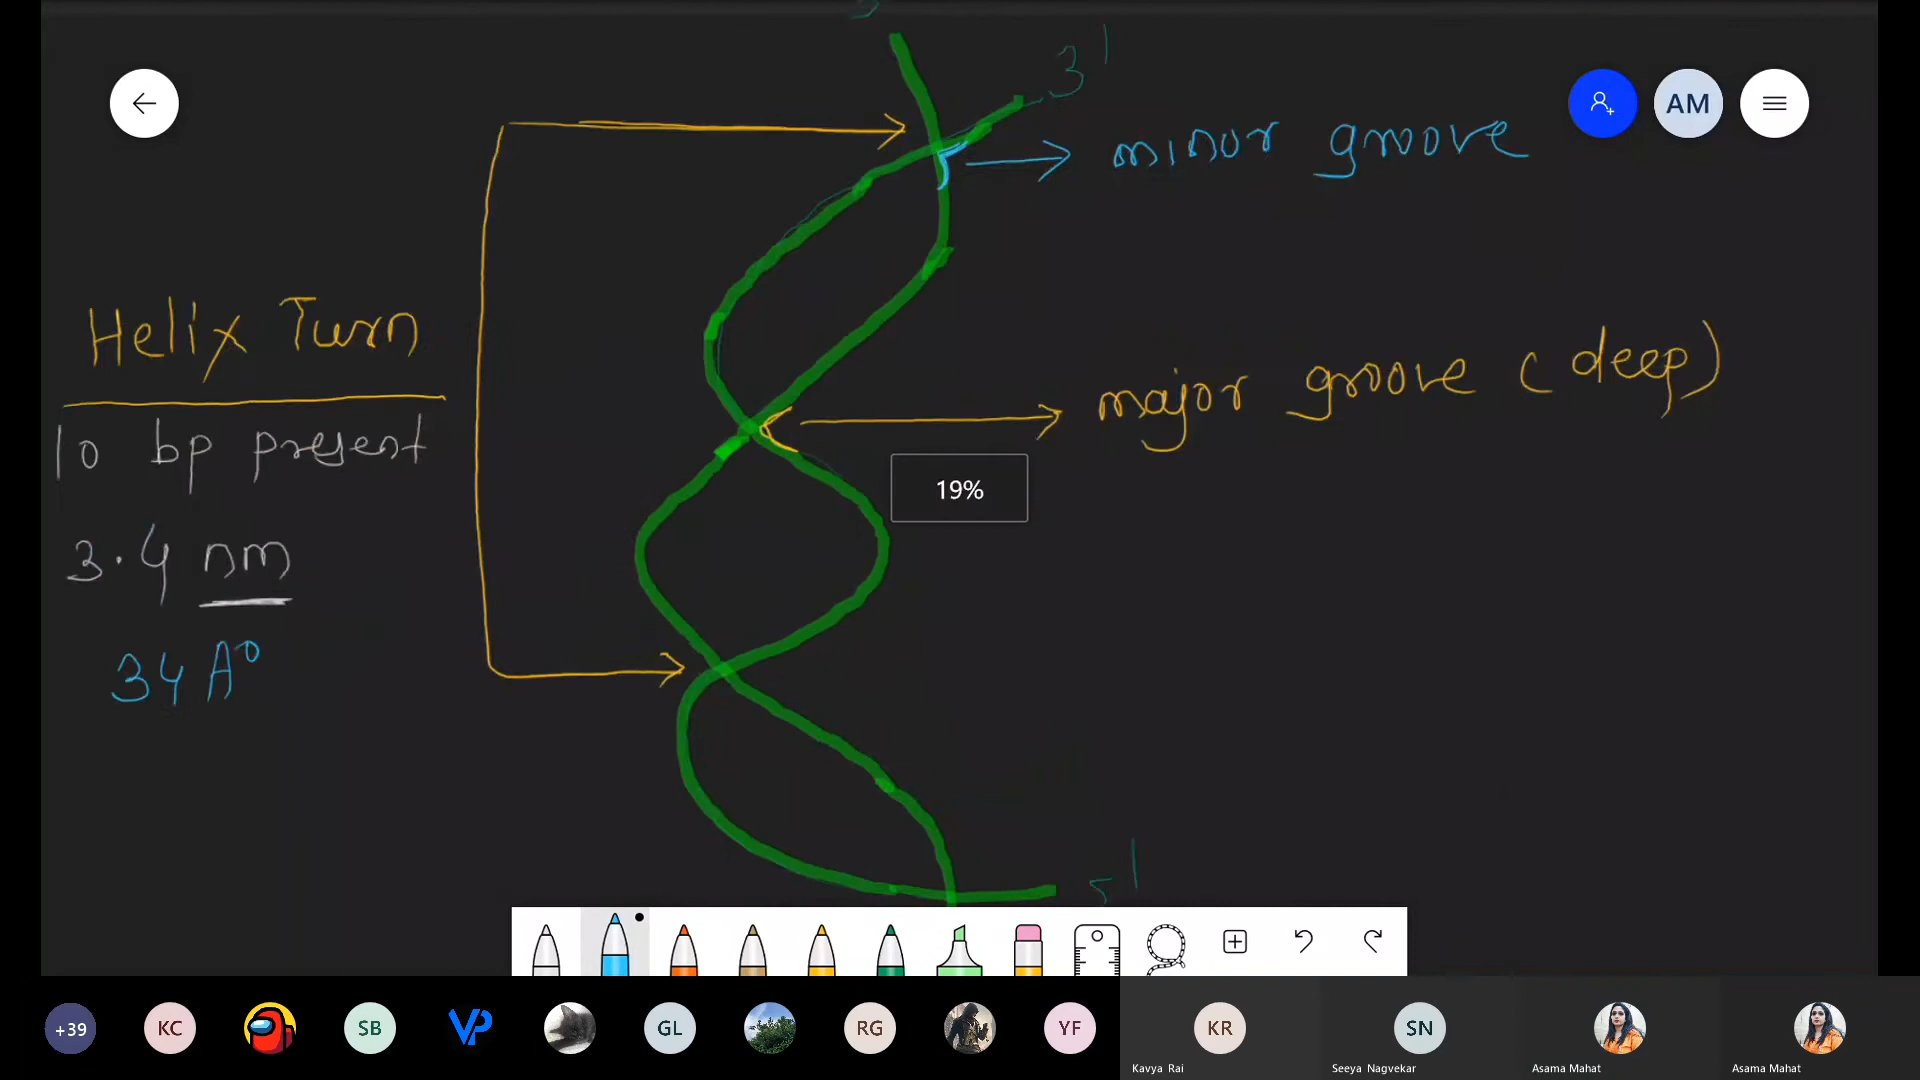 3'
AM
minor groove
Helix Turn
major groove (deep)
10 bp present
19%
3.4 nm
34 A°
5'
+39
KC
SB
VP
GL
RG
YF
KR
SN
Kavya Rai
Seeya Nagvekar
Asama Mahat
Asama Mahat